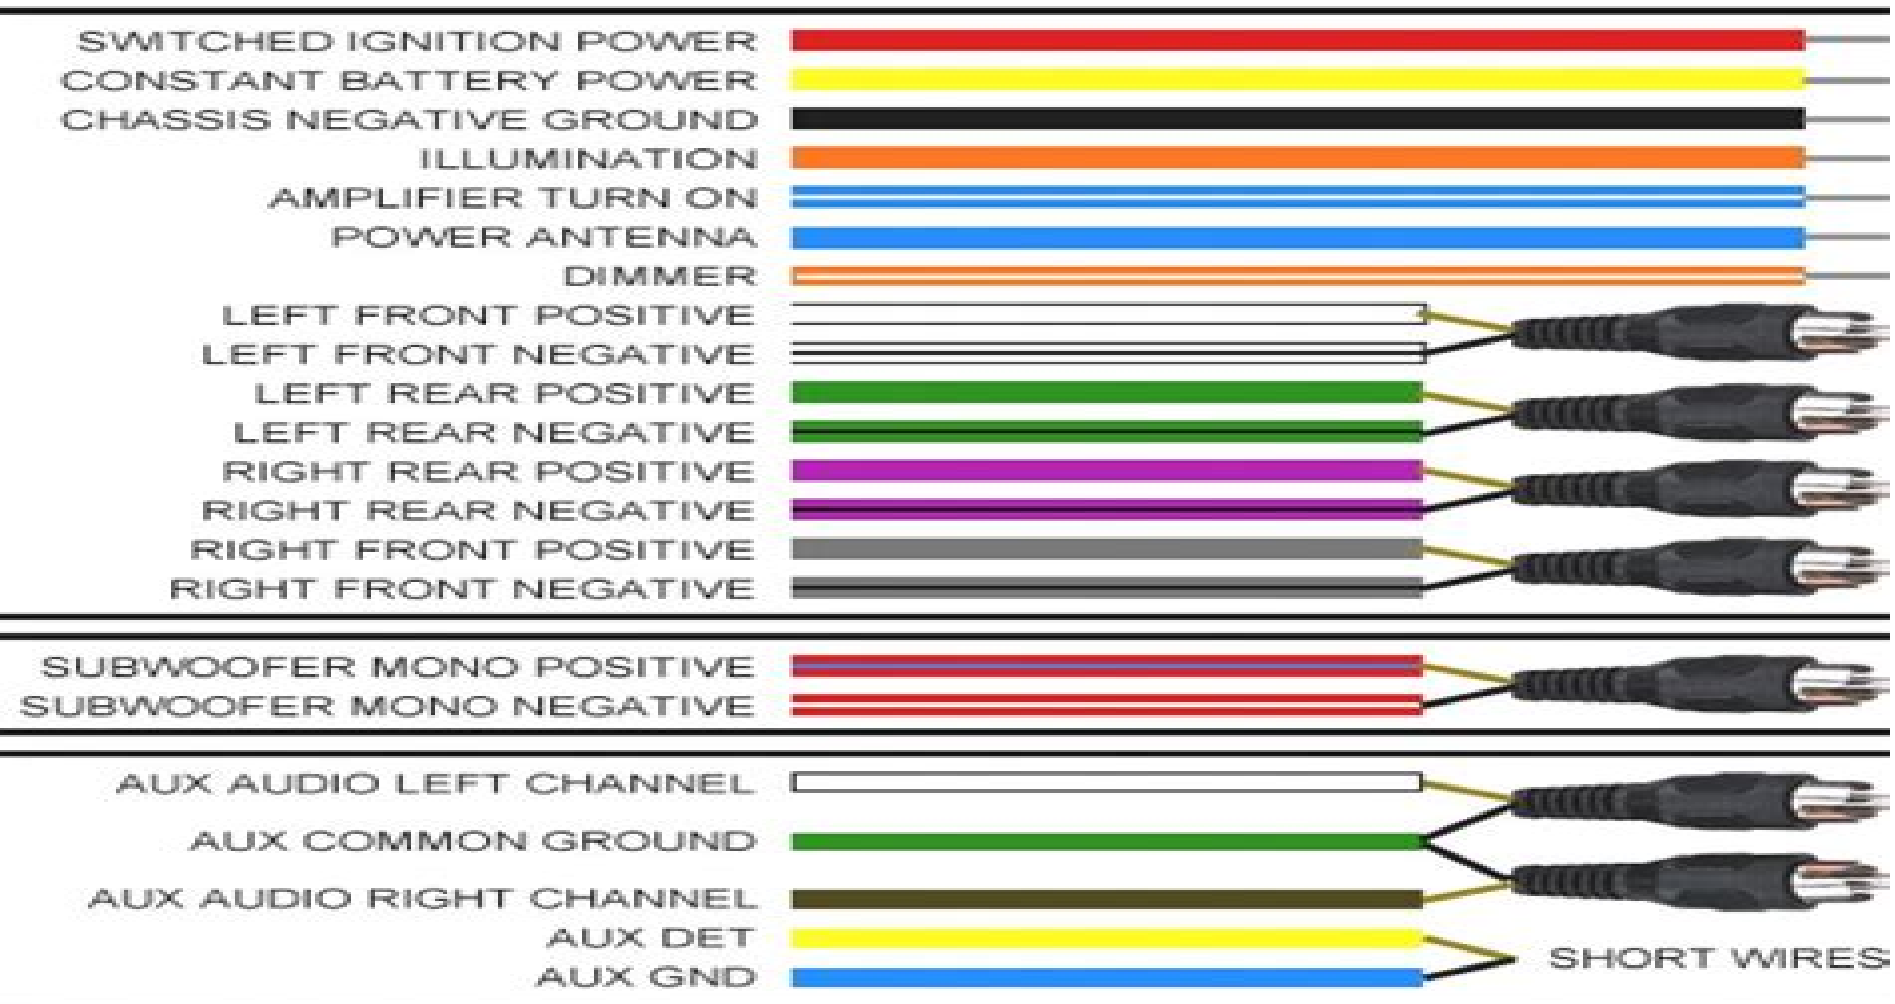 SWITCHED IGNITION POWER
CONSTANT BATTERY POWER
CHASSIS NEGATIVE GROUND
ILLUMINATION
AMPLIFIER TURN ON
POWER ANTENNA
DIMMER
LEFT FRONT POSITIVE
LEFT FRONT NEGATIVE
LEFT REAR POSITIVE
LEFT REAR NEGATIVE
RIGHT REAR POSITIVE
RIGHT REAR NEGATIVE
RIGHT FRONT POSITIVE
RIGHT FRONT NEGATIVE
SUBWOOFER MONO POSITIVE
SUBWOOFER MONO NEGATIVE
AUX AUDIO LEFT CHANNEL
AUX COMMON GROUND
AUX AUDIO RIGHT CHANNEL
AUX DET
SHORT WIRES
AUX GND